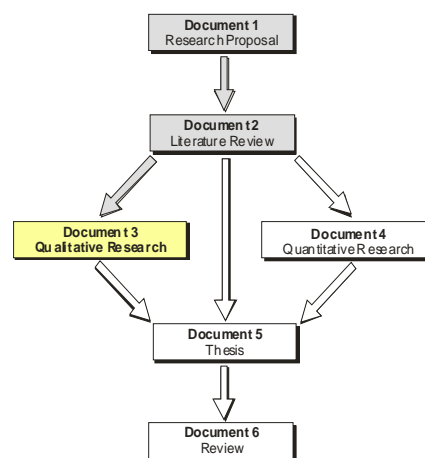 Document 1
Research Proposal
Document 2
Literature Review
Document 3
Qualitative Research
Document 4
Quantitative Research
Document 5
Thesis
Document 6
Review